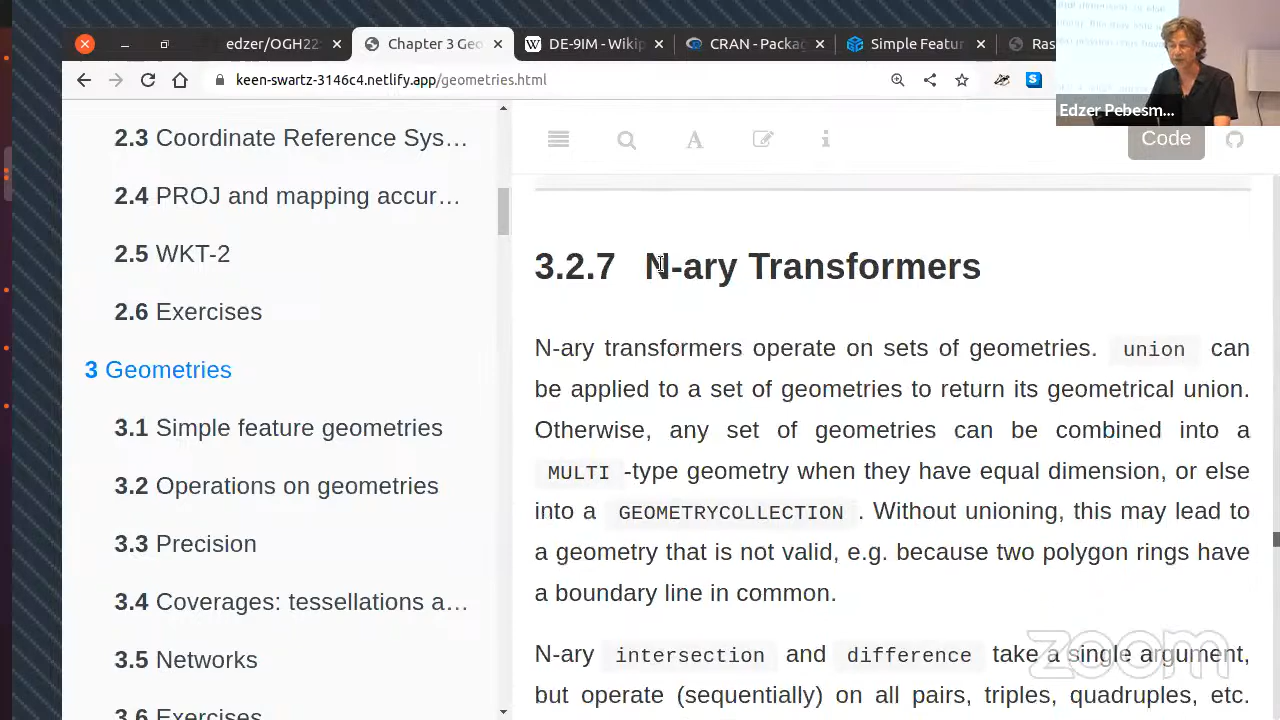 edzer/OGH22
Chapter 3 Geo
DE-9IM - Wikip
CRAN - Packag
Simple Featur
Ras
keen-swartz-3146c4.netlify.app/geometries.html
Edzer Pebesm...
2.3 Coordinate Reference Sys…
2.4 PROJ and mapping accur…
2.5 WKT-2
2.6 Exercises
3 Geometries
3.1 Simple feature geometries
3.2 Operations on geometries
3.3 Precision
3.4 Coverages: tessellations a…
3.5 Networks
3.6 Exercises
Code
3.2.7 N-ary Transformers
N-ary transformers operate on sets of geometries. union can
be applied to a set of geometries to return its geometrical union.
Otherwise, any set of geometries can be combined into a
MULTI -type geometry when they have equal dimension, or else
into a GEOMETRYCOLLECTION . Without unioning, this may lead to
a geometry that is not valid, e.g. because two polygon rings have
a boundary line in common.
N-ary intersection and difference take a single argument,
but operate (sequentially) on all pairs, triples, quadruples, etc.
zoom